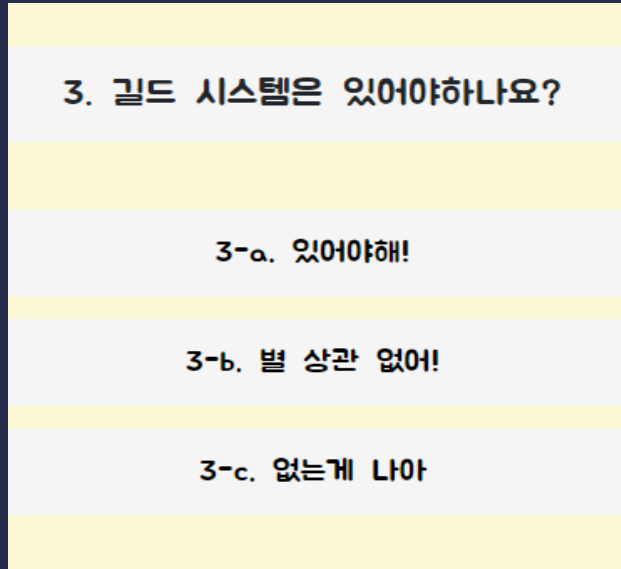 3. 길드 시스템은 있어야하나요?
3-a. 있어야해!
3-b. 별 상관 없어!
3-c. 없는게 나아